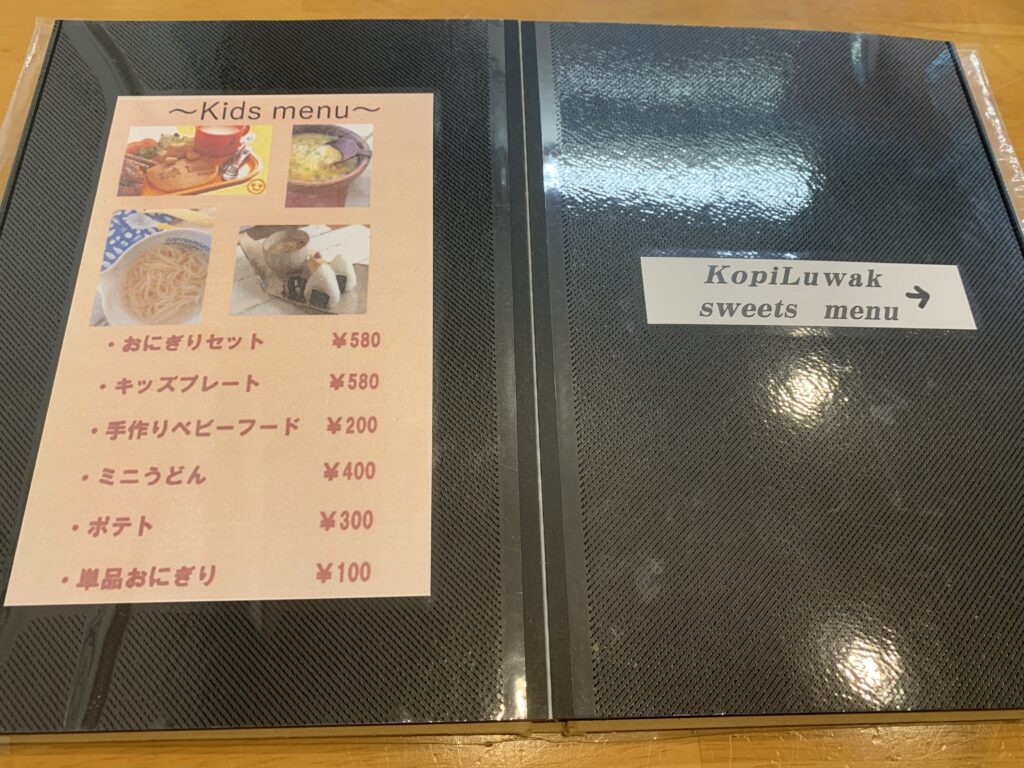 ～Kids menu～
・おにぎりセット ¥580
・キッズプレート ¥580
・手作りベビーフード ¥200
・ミニうどん ¥400
・ポテト ¥300
・単品おにぎり ¥100
KopiLuwak
sweets menu →